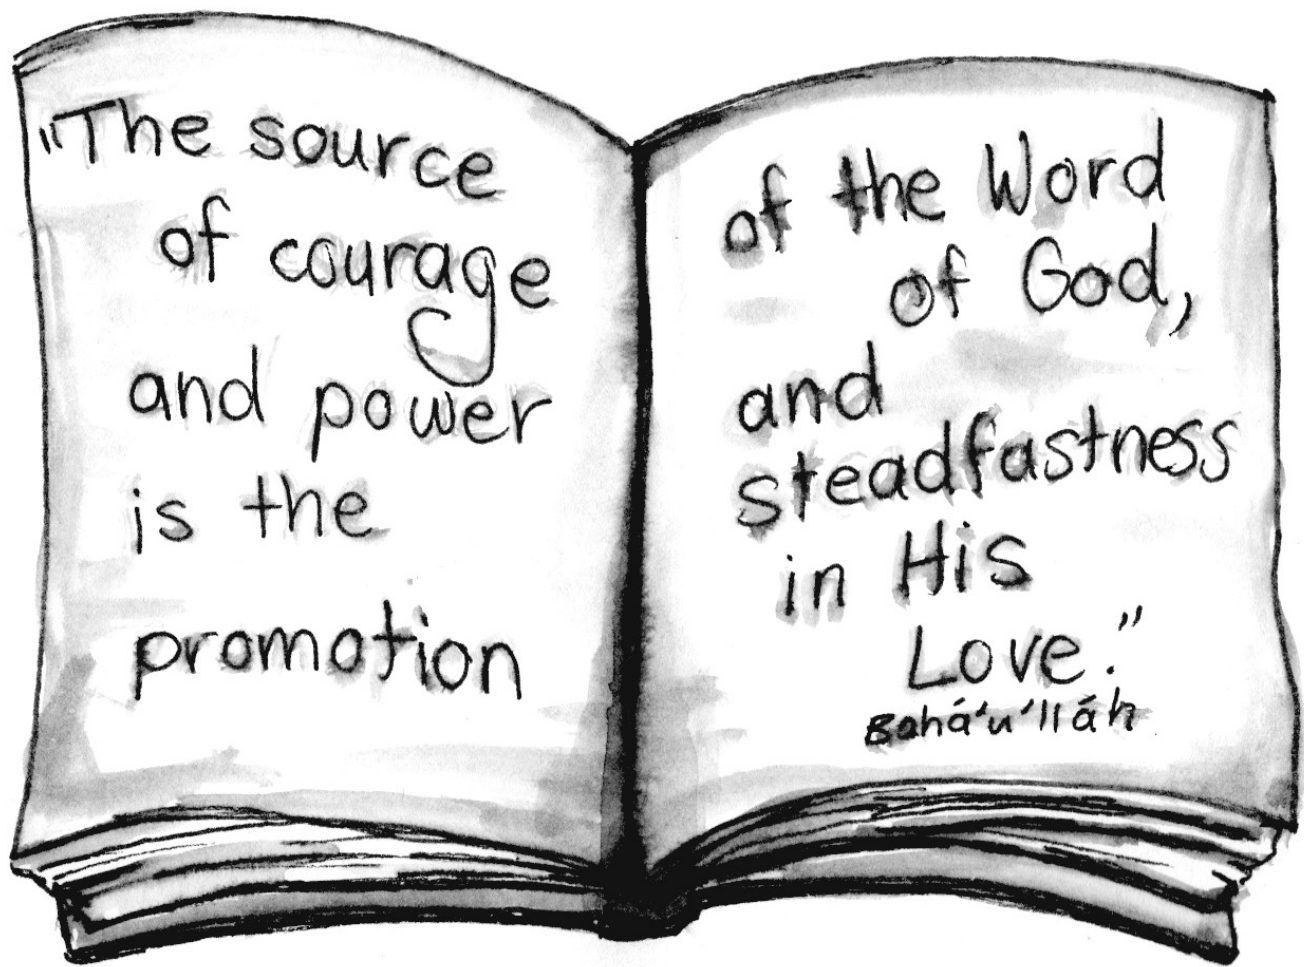 "The source
of courage
and power
is the
promotion
of the Word
of God,
and
steadfastness
in His
Love."
Bahá'u'lláh